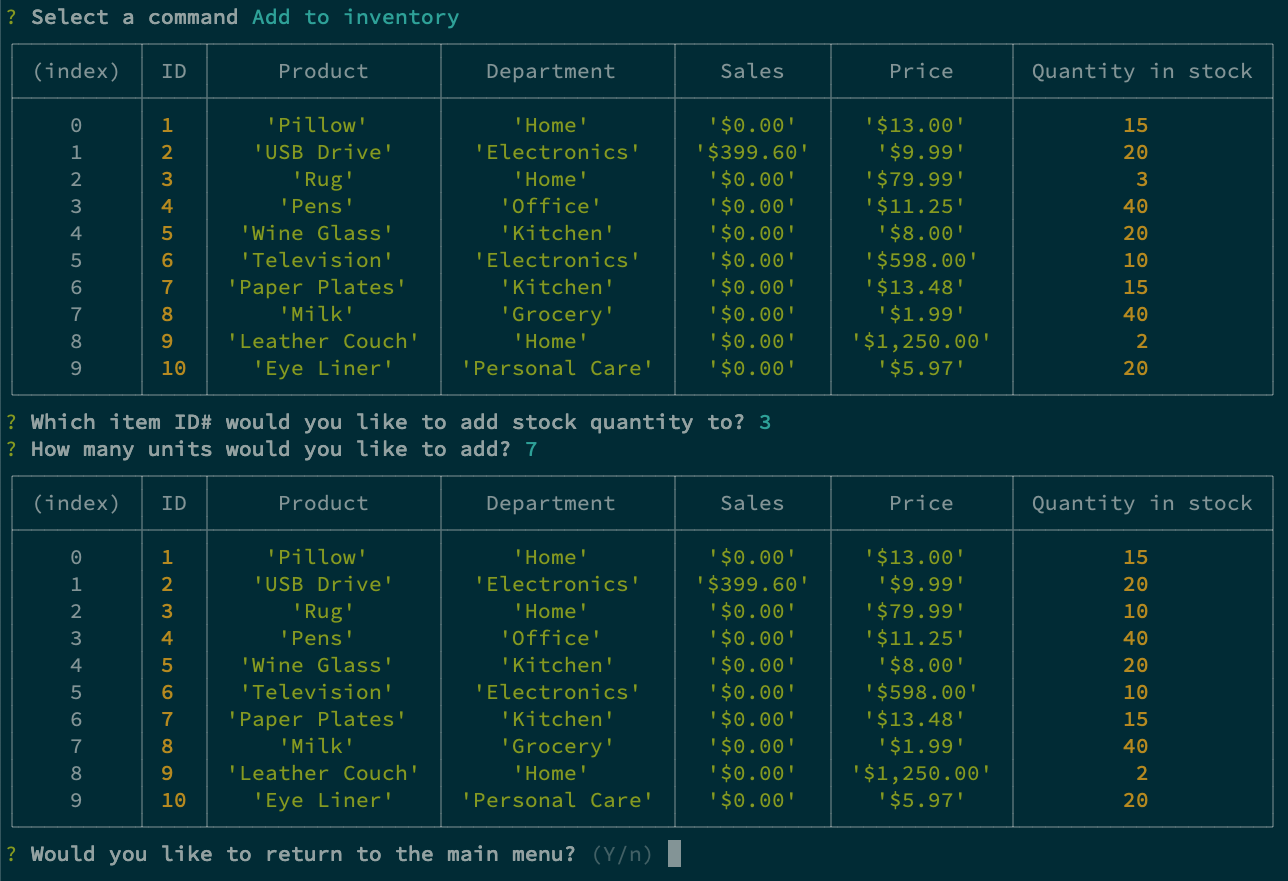 ? Select a command Add to inventory
(index) ID Product Department Sales Price Quantity in stock
0 1 'Pillow' 'Home' '$0.00' '$13.00' 15
1 2 'USB Drive' 'Electronics' '$399.60' '$9.99' 20
2 3 'Rug' 'Home' '$0.00' '$79.99' 3
3 4 'Pens' 'Office' '$0.00' '$11.25' 40
4 5 'Wine Glass' 'Kitchen' '$0.00' '$8.00' 20
5 6 'Television' 'Electronics' '$0.00' '$598.00' 10
6 7 'Paper Plates' 'Kitchen' '$0.00' '$13.48' 15
7 8 'Milk' 'Grocery' '$0.00' '$1.99' 40
8 9 'Leather Couch' 'Home' '$0.00' '$1,250.00' 2
9 10 'Eye Liner' 'Personal Care' '$0.00' '$5.97' 20
? Which item ID# would you like to add stock quantity to? 3
? How many units would you like to add? 7
(index) ID Product Department Sales Price Quantity in stock
0 1 'Pillow' 'Home' '$0.00' '$13.00' 15
1 2 'USB Drive' 'Electronics' '$399.60' '$9.99' 20
2 3 'Rug' 'Home' '$0.00' '$79.99' 10
3 4 'Pens' 'Office' '$0.00' '$11.25' 40
4 5 'Wine Glass' 'Kitchen' '$0.00' '$8.00' 20
5 6 'Television' 'Electronics' '$0.00' '$598.00' 10
6 7 'Paper Plates' 'Kitchen' '$0.00' '$13.48' 15
7 8 'Milk' 'Grocery' '$0.00' '$1.99' 40
8 9 'Leather Couch' 'Home' '$0.00' '$1,250.00' 2
9 10 'Eye Liner' 'Personal Care' '$0.00' '$5.97' 20
? Would you like to return to the main menu? (Y/n)